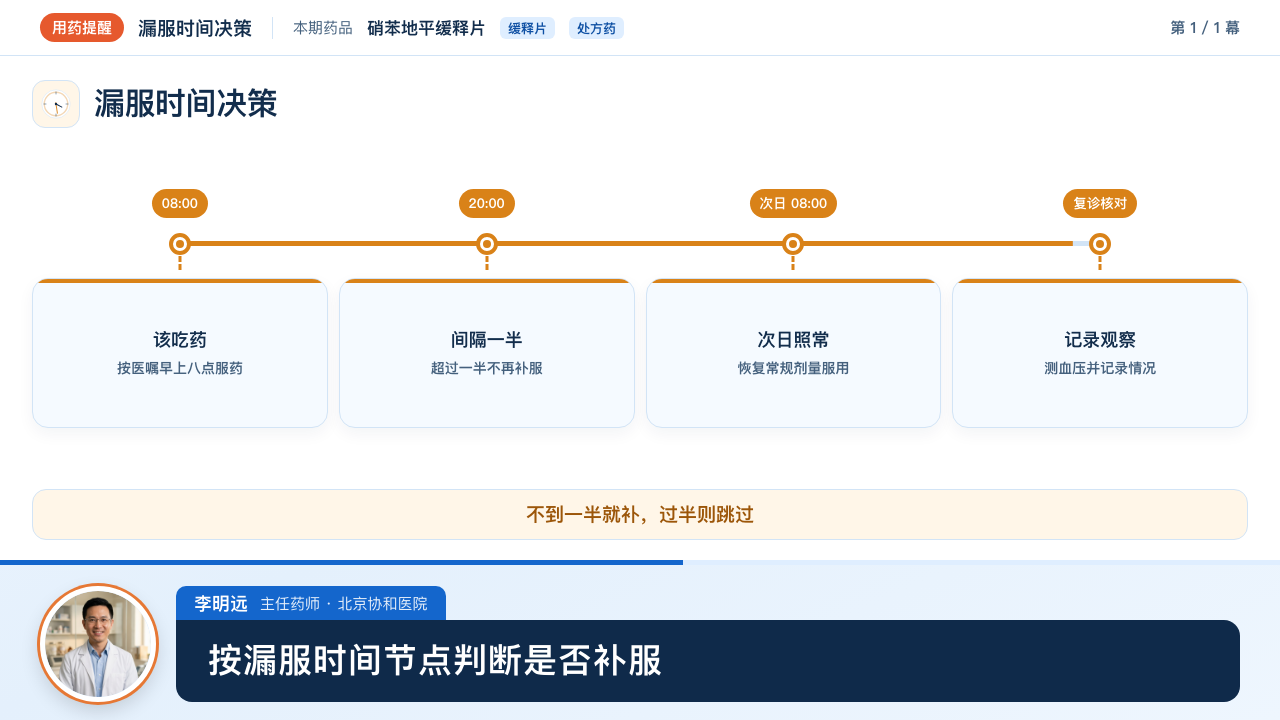 用药提醒 漏服时间决策 本期药品 硝苯地平缓释片 缓释片 处方药 第 1 / 1 幕
漏服时间决策
08:00 20:00 次日 08:00 复诊核对
该吃药 间隔一半 次日照常 记录观察
按医嘱早上八点服药 超过一半不再补服 恢复常规剂量服用 测血压并记录情况
不到一半就补，过半则跳过
李明远 主任药师 · 北京协和医院
按漏服时间节点判断是否补服